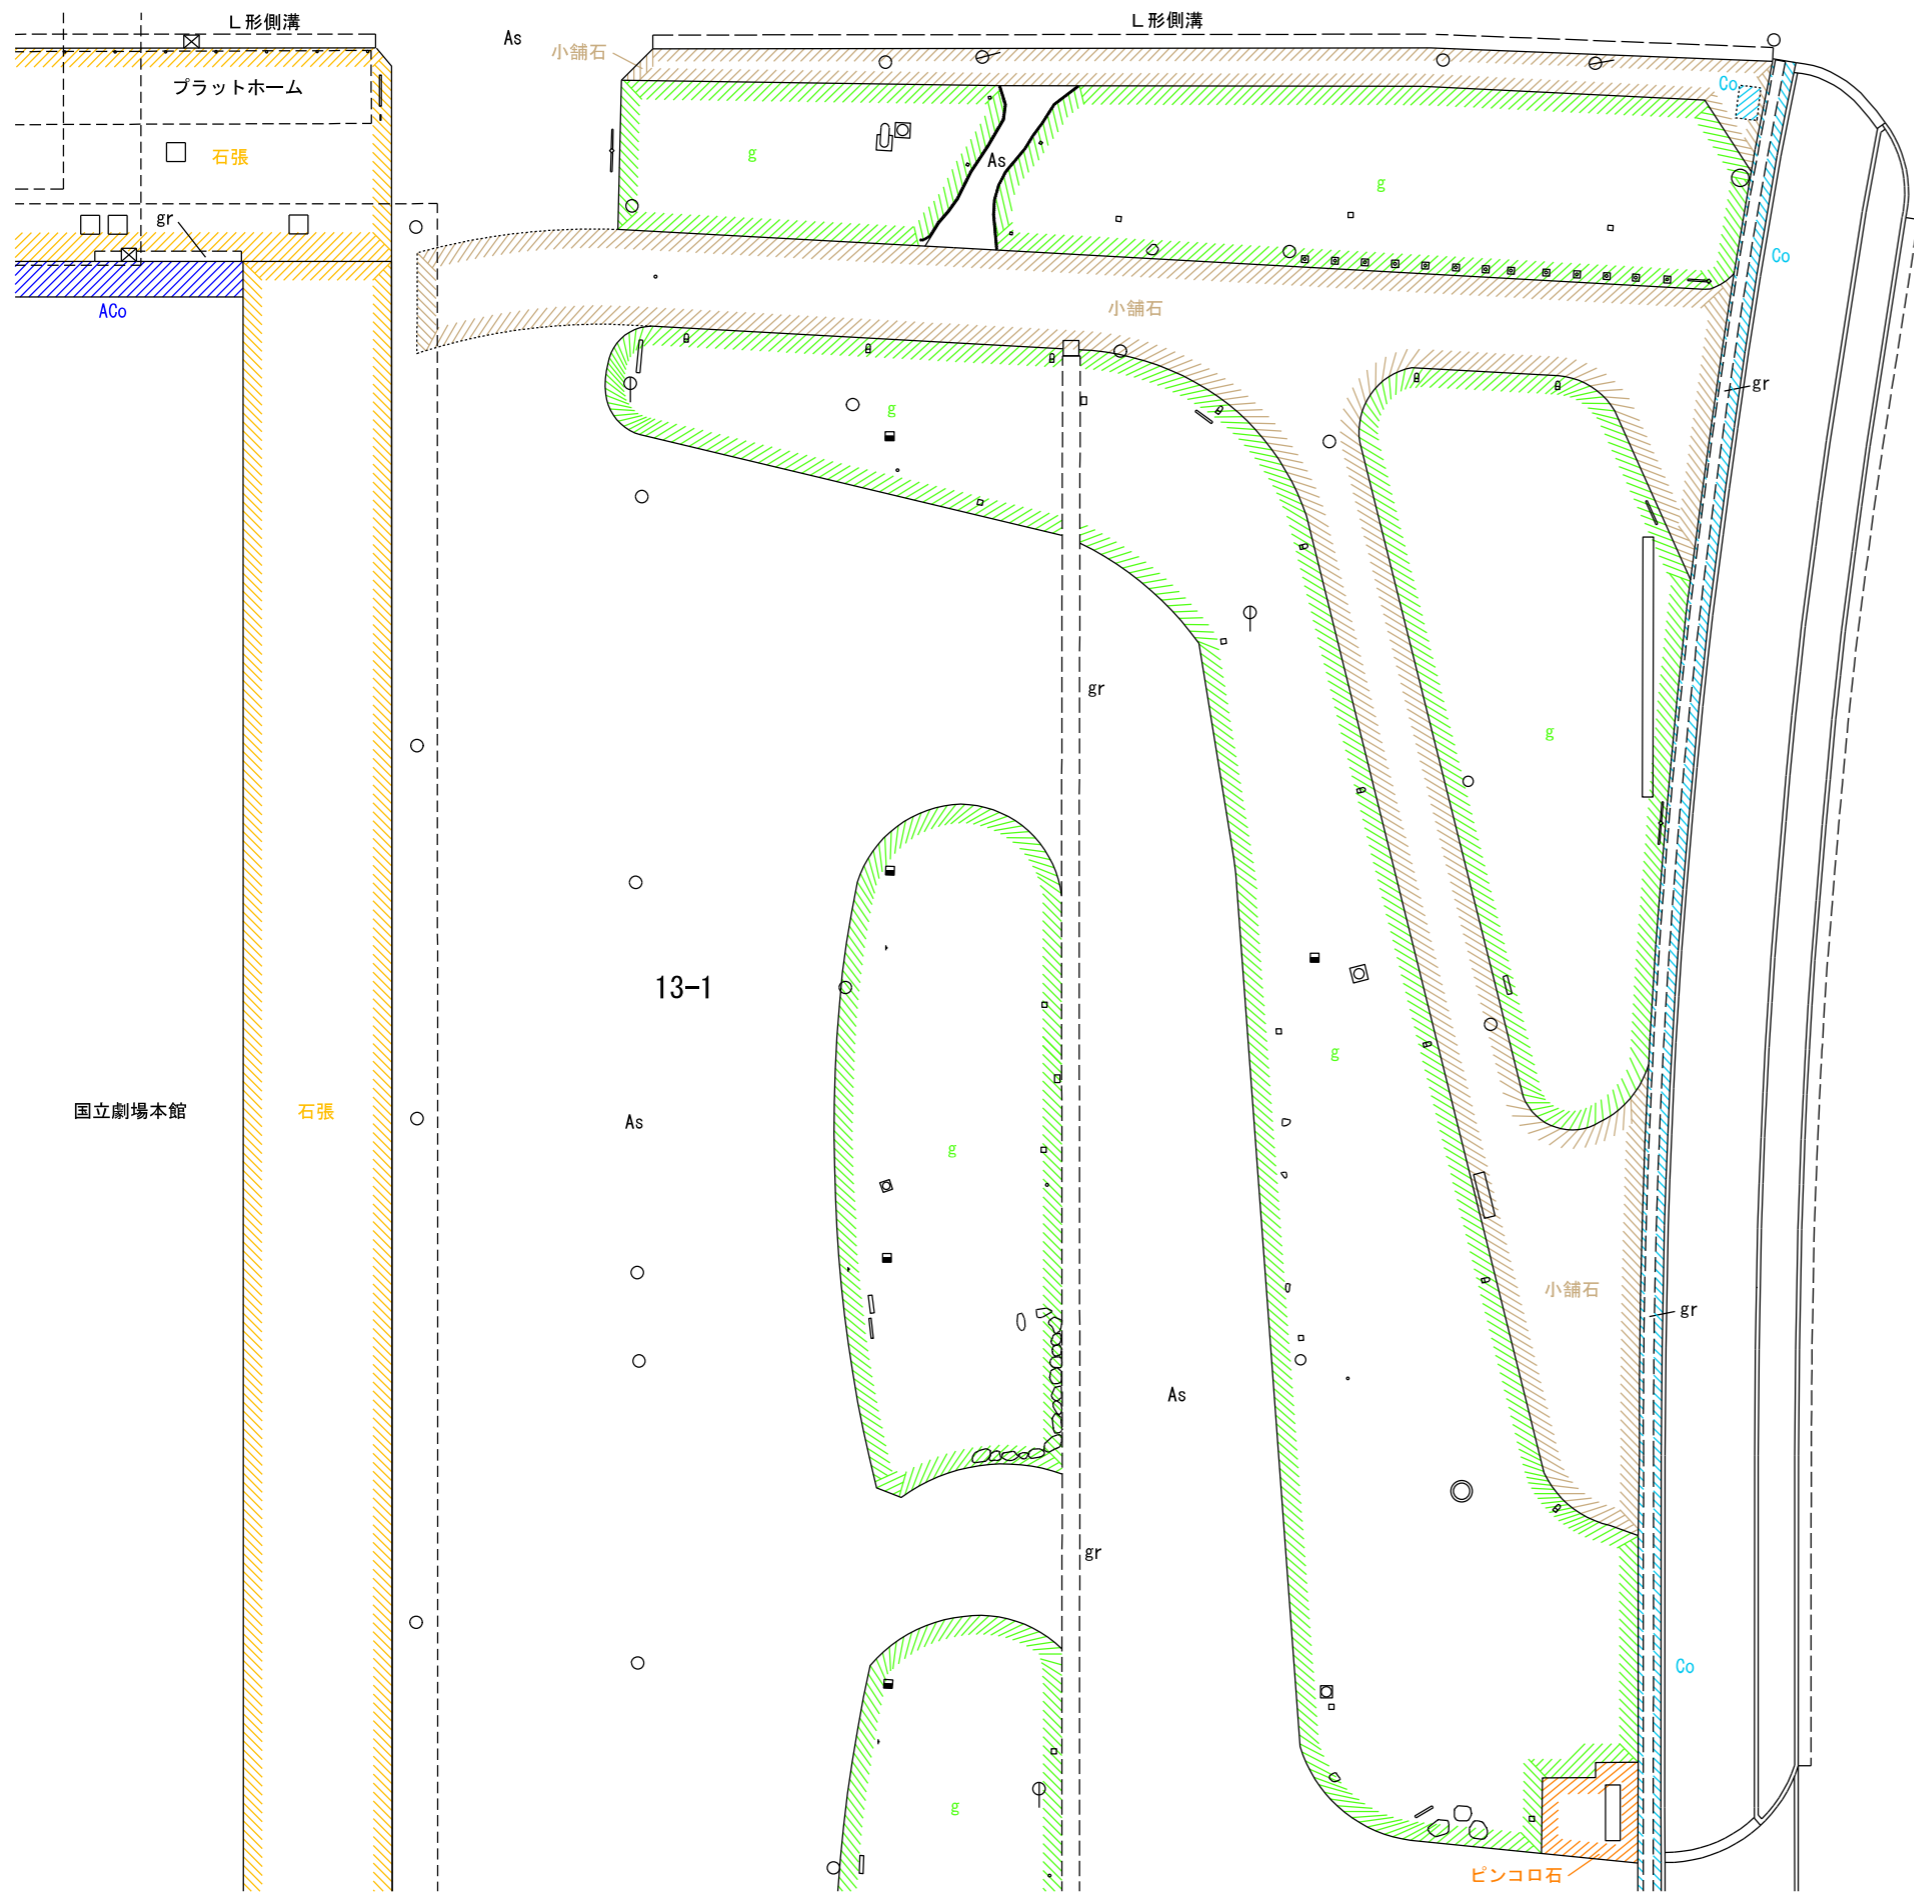 L形側溝
L形側溝
As
小舗石
プラットホーム
Co
石張
g
As
g
gr
Co
ACo
小舗石
gr
g
gr
g
13-1
g
国立劇場本館
石張
As
g
小舗石
gr
As
gr
Co
g
ピンコロ石